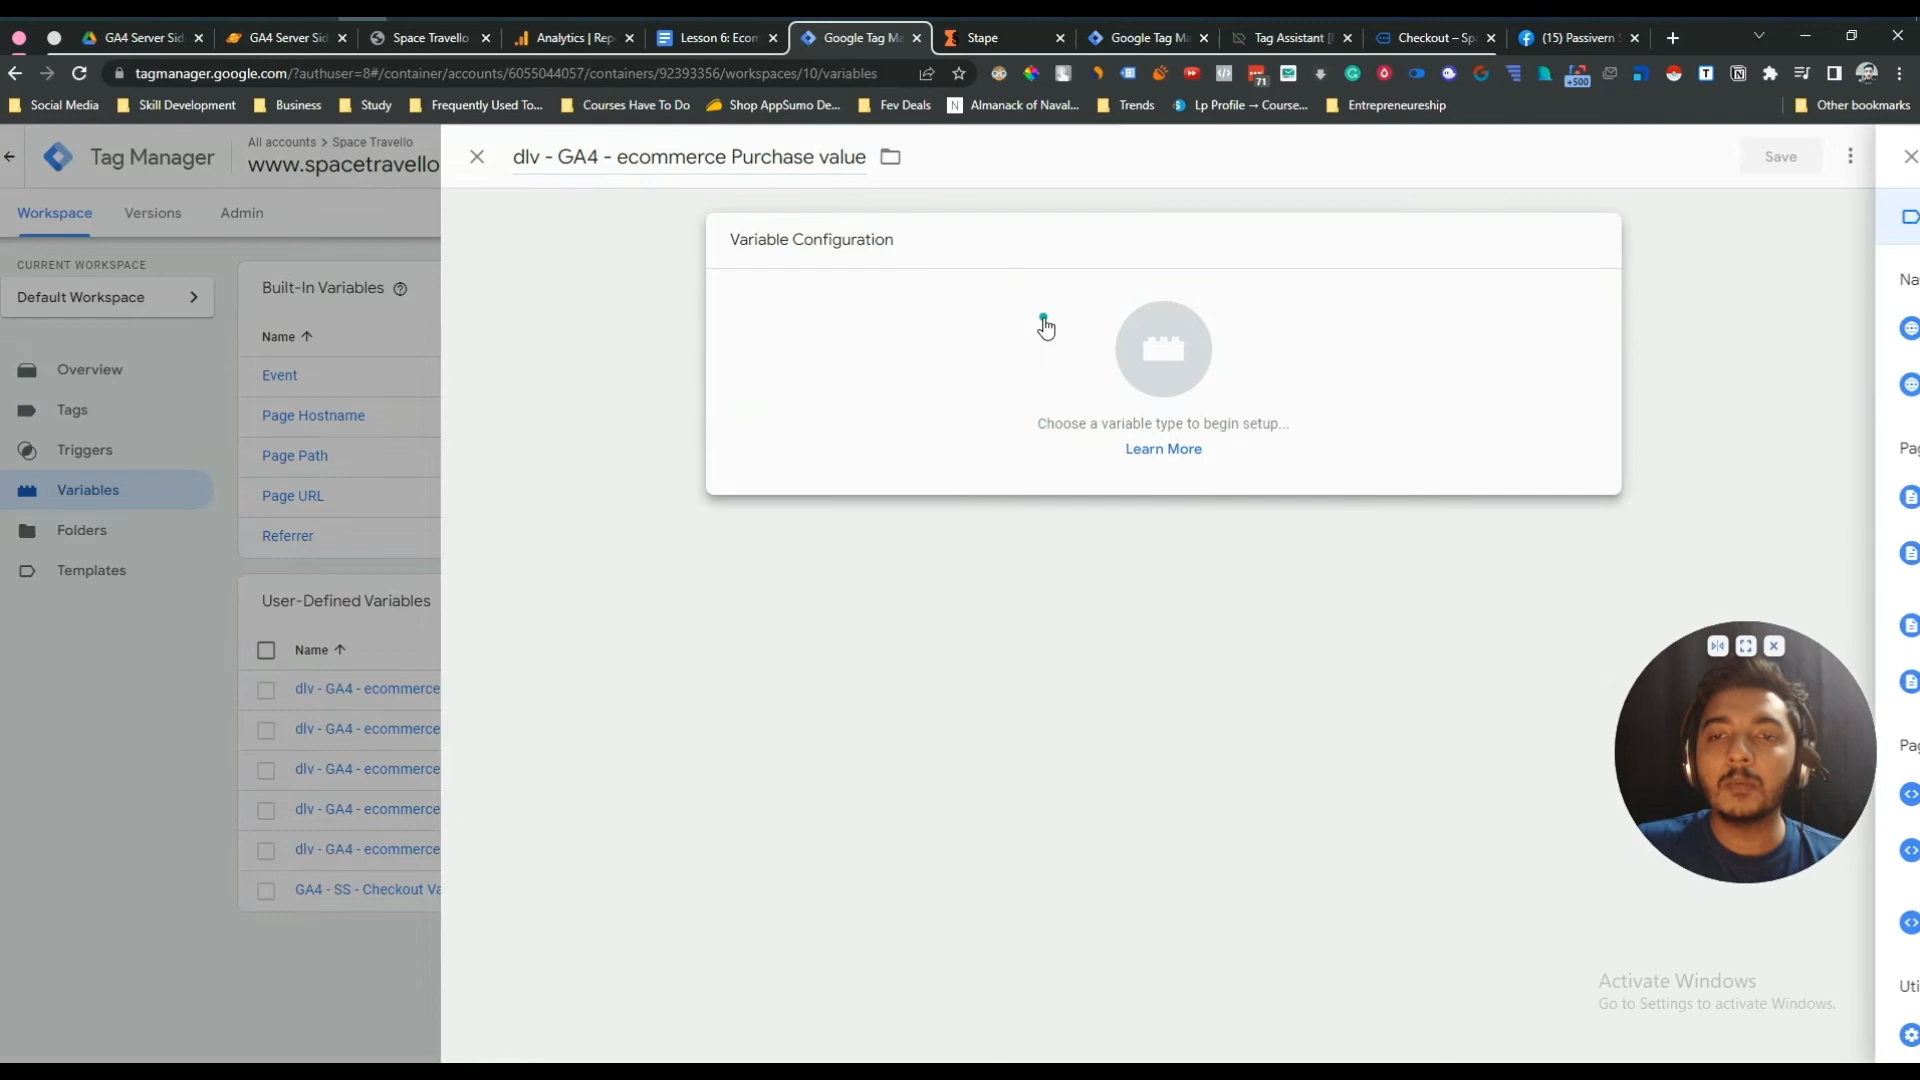 GA4 Server Sid
GA4 Server Sid
Space Travello
Analytics | Rep
Lesson 6: Ecom
Google Tag Ma
Stape
Google Tag Ma
Tag Assistant [
Checkout – Sp
(15) Passivern
tagmanager.google.com/?authuser=8#/container/accounts/6055044057/containers/92393356/workspaces/10/variables
71
+500
Social Media
Skill Development
Business
Study
Frequently Used To...
Courses Have To Do
Shop AppSumo De...
Fev Deals
Almanack of Naval...
Trends
Lp Profile → Course...
Entrepreneurship
Other bookmarks
Tag Manager
All accounts > Space Travello
www.spacetravello
dlv - GA4 - ecommerce Purchase value
Save
Workspace
Versions
Admin
CURRENT WORKSPACE
Default Workspace
Overview
Tags
Triggers
Variables
Folders
Templates
Built-In Variables
Name
Event
Page Hostname
Page Path
Page URL
Referrer
User-Defined Variables
Name
dlv - GA4 - ecommerce
dlv - GA4 - ecommerce
dlv - GA4 - ecommerce
dlv - GA4 - ecommerce
dlv - GA4 - ecommerce
GA4 - SS - Checkout Va
Variable Configuration
Choose a variable type to begin setup...
Learn More
Na
Pag
Pag
Uti
Activate Windows
Go to Settings to activate Windows.